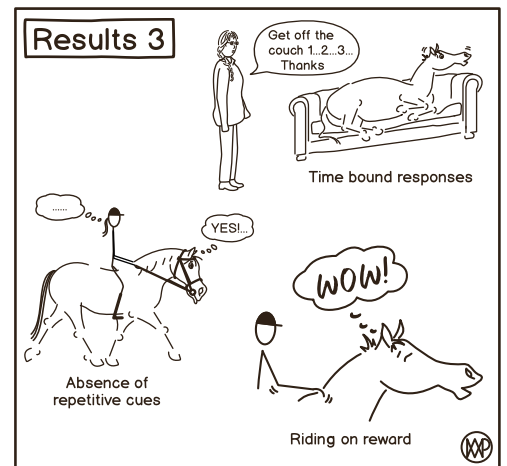 Results 3
Get off the
couch 1...2...3...
Thanks
Time bound responses
......
YES!...
Absence of
repetitive cues
WOW!
Riding on reward